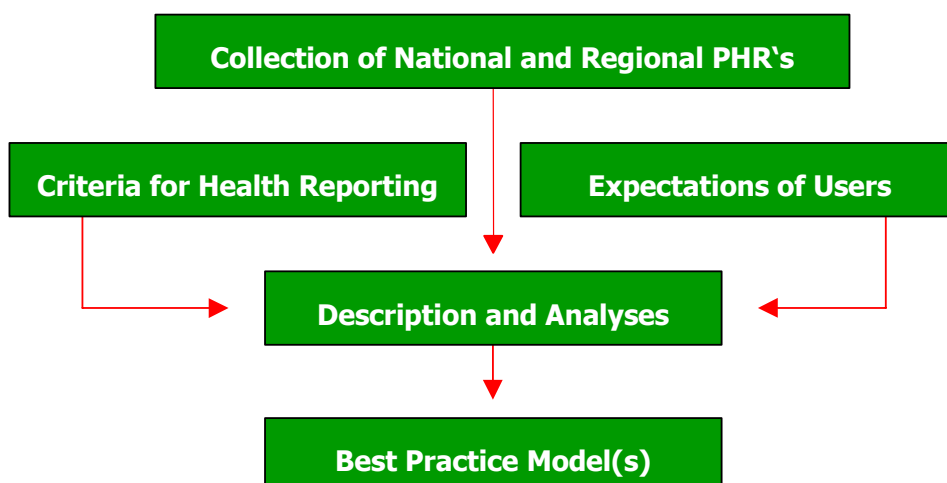 Collection of National and Regional PHR‘s
Criteria for Health Reporting
Expectations of Users
Description and Analyses
Best Practice Model(s)